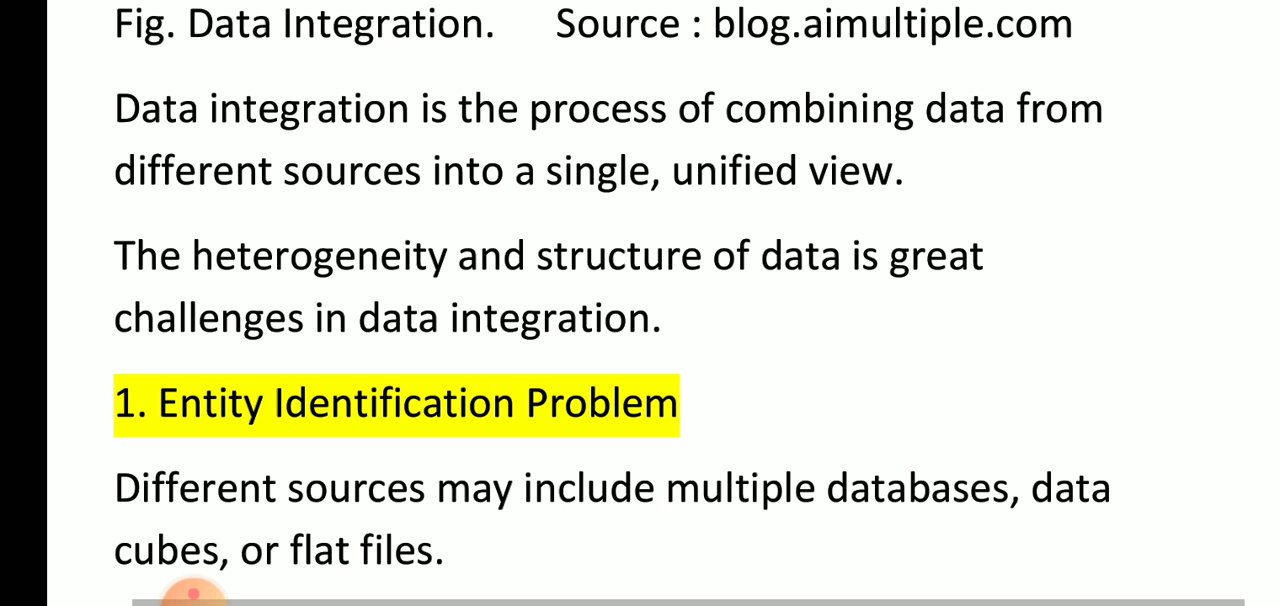 Fig. Data Integration. Source : blog.aimultiple.com
Data integration is the process of combining data from
different sources into a single, unified view.
The heterogeneity and structure of data is great
challenges in data integration.
1. Entity Identification Problem
Different sources may include multiple databases, data
cubes, or flat files.